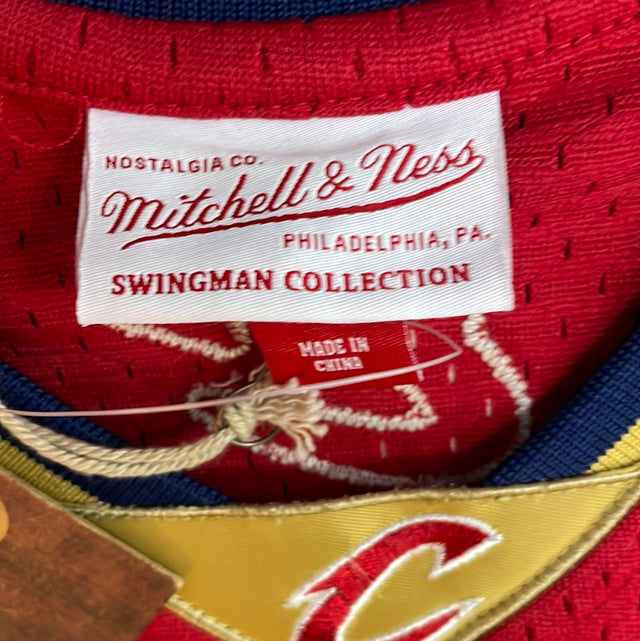 NOSTALGIA CO.
Mitchell & Ness
PHILADELPHIA, PA.
SWINGMAN COLLECTION
MADE IN
CHINA
C